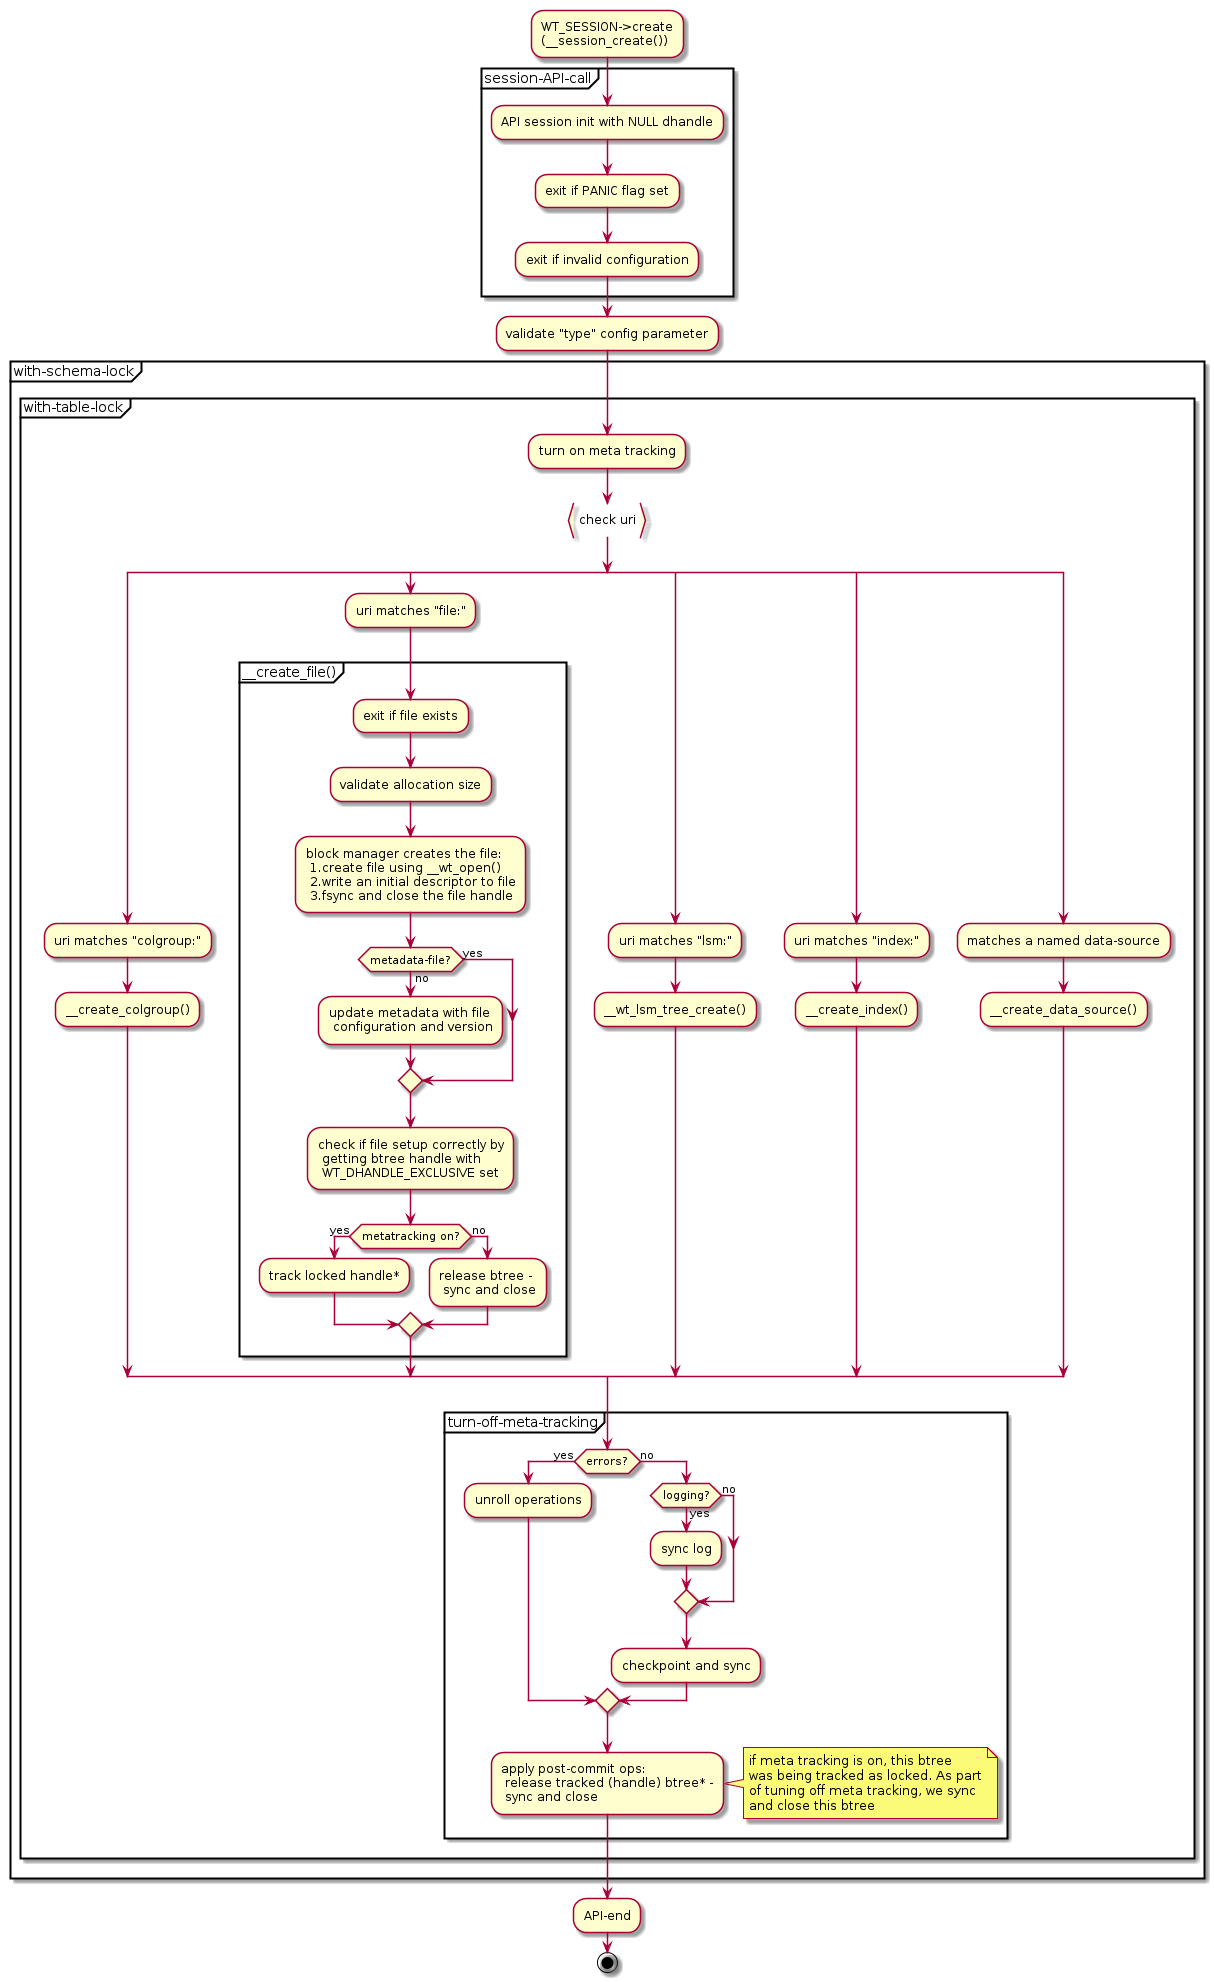 WT_SESSION->create
(__session_create())
session-API-call
API session init with NULL dhandle
exit if PANIC flag set
exit if invalid configuration
validate "type" config parameter
with-schema-lock
with-table-lock
turn on meta tracking
check uri
uri matches "file:"
__create_file()
exit if file exists
validate allocation size
block manager creates the file:
1.create file using __wt_open()
2.write an initial descriptor to file
3.fsync and close the file handle
uri matches "colgroup:"
__create_colgroup()
metadata-file?
yes
no
update metadata with file
configuration and version
check if file setup correctly by
getting btree handle with
WT_DHANDLE_EXCLUSIVE set
yes
metatracking on?
no
track locked handle*
release btree -
sync and close
uri matches "lsm:"
__wt_lsm_tree_create()
uri matches "index:"
__create_index()
matches a named data-source
__create_data_source()
turn-off-meta-tracking
yes
errors?
no
unroll operations
logging?
no
yes
sync log
checkpoint and sync
apply post-commit ops:
release tracked (handle) btree* -
sync and close
if meta tracking is on, this btree
was being tracked as locked. As part
of tuning off meta tracking, we sync
and close this btree
API-end